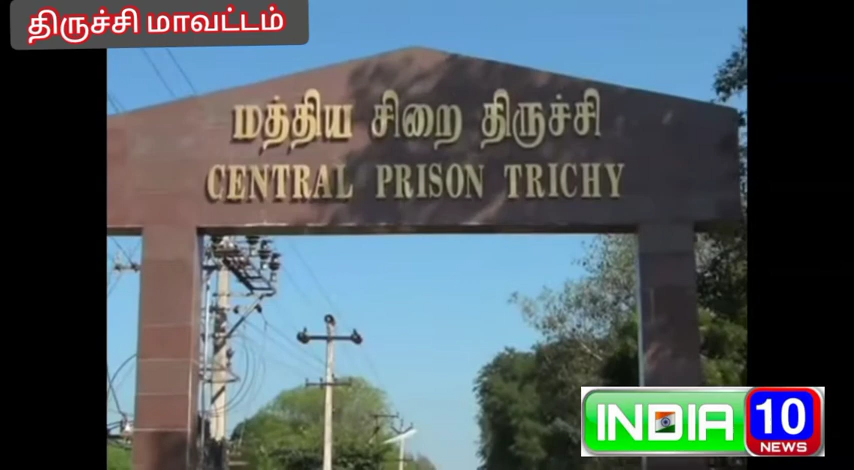 திருச்சி மாவட்டம்
மத்திய சிறை திருச்சி
CENTRAL PRISON TRICHY
INDIA 10
NEWS